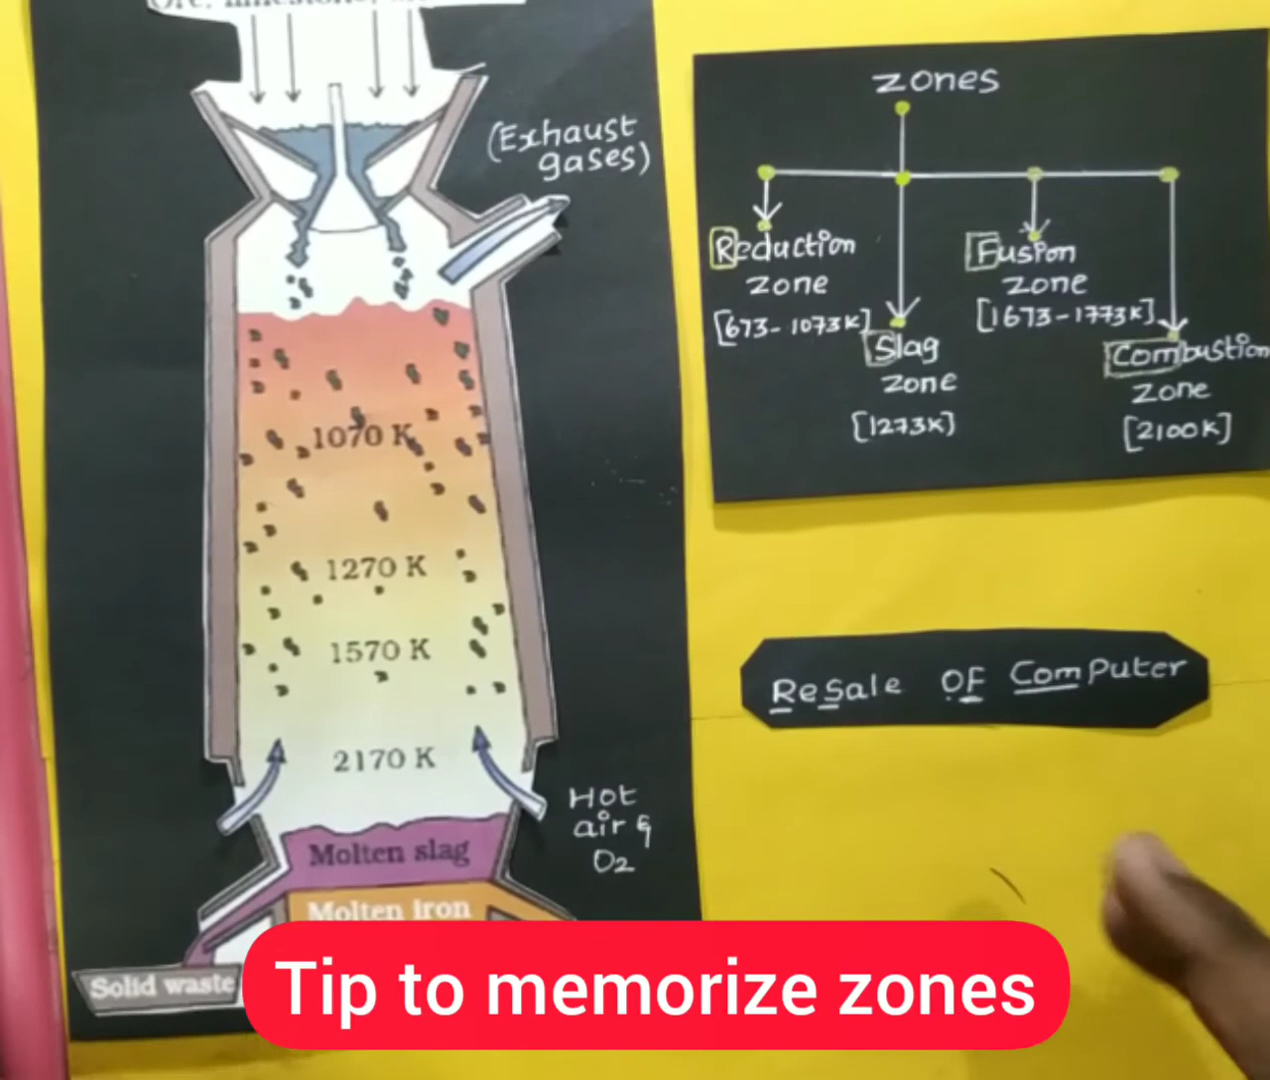 (Exhaust
gases)
1070 K
1270 K
1570 K
2170 K
Hot
air &
O2
Molten slag
Molten iron
Solid waste
zones
Reduction
zone
[673-1073K]
Slag
zone
[1273K]
Fusion
zone
[1673-1773K]
Combustion
zone
[2100K]
ReSale OF Computer
Tip to memorize zones